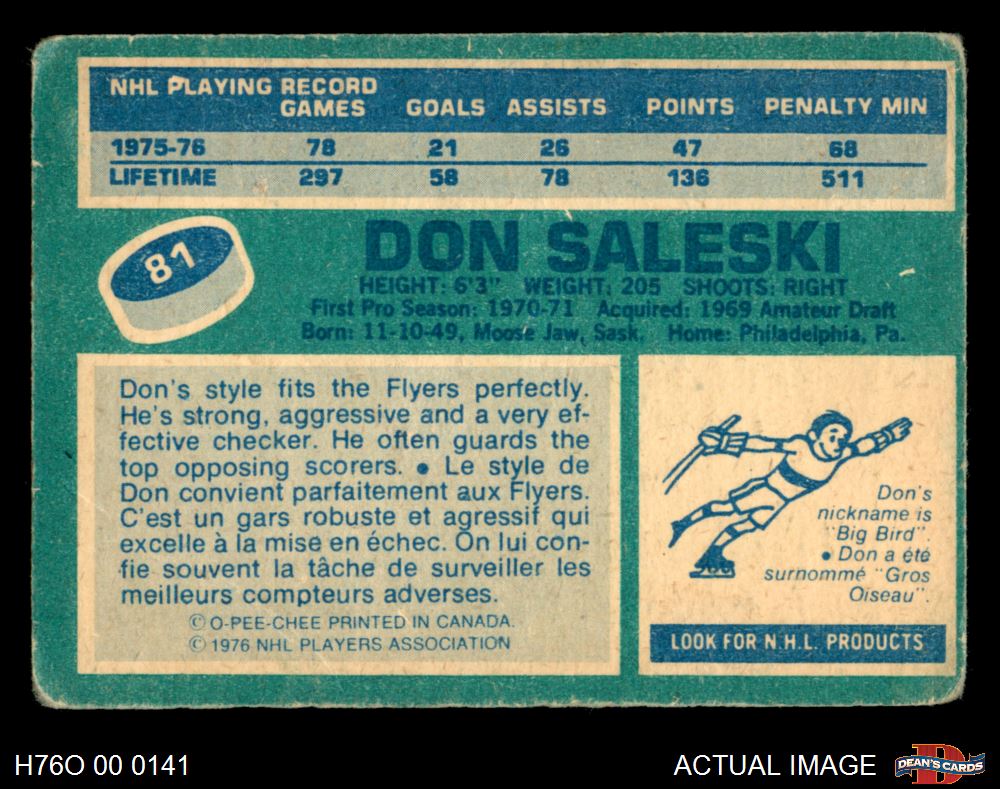 NHL PLAYING RECORD
GAMES GOALS ASSISTS POINTS PENALTY MIN
1975-76 78 21 26 47 68
LIFETIME 297 58 78 136 511
81
DON SALESKI
HEIGHT: 6'3" WEIGHT: 205 SHOOTS: RIGHT
First Pro Season: 1970-71 Acquired: 1969 Amateur Draft
Born: 11-10-49, Moose Jaw, Sask. Home: Philadelphia, Pa.
Don's style fits the Flyers perfectly.
He's strong, aggressive and a very ef-
fective checker. He often guards the
top opposing scorers. • Le style de
Don convient parfaitement aux Flyers.
C'est un gars robuste et agressif qui
excelle à la mise en échec. On lui con-
fie souvent la tâche de surveiller les
meilleurs compteurs adverses.
© O-PEE-CHEE PRINTED IN CANADA.
© 1976 NHL PLAYERS ASSOCIATION
Don's
nickname is
"Big Bird".
• Don a été
surnommé "Gros
Oiseau".
LOOK FOR N.H.L. PRODUCTS
H76O 00 0141
ACTUAL IMAGE
D
DEAN'S CARDS